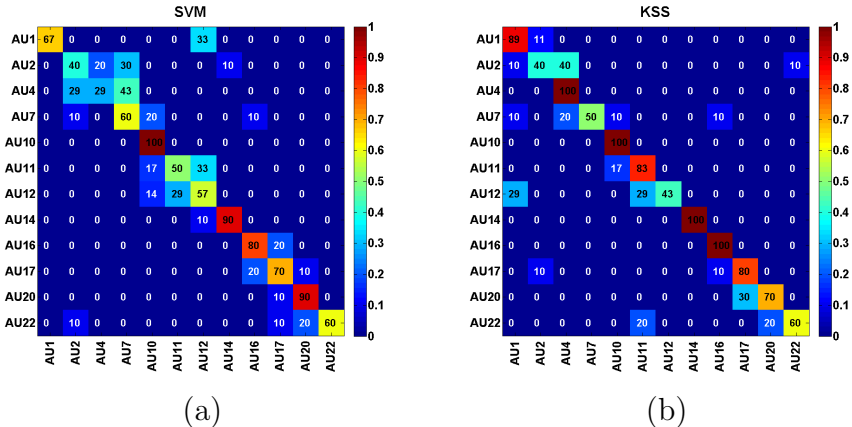 SVM
AU1 67 0 0 0 0 0 33 0 0 0 0 0
AU2 0 40 20 30 0 0 0 10 0 0 0 0
AU4 0 29 29 43 0 0 0 0 0 0 0 0
AU7 0 10 0 60 20 0 0 0 10 0 0 0
AU10 0 0 0 0 100 0 0 0 0 0 0 0
AU11 0 0 0 0 17 50 33 0 0 0 0 0
AU12 0 0 0 0 14 29 57 0 0 0 0 0
AU14 0 0 0 0 0 0 10 90 0 0 0 0
AU16 0 0 0 0 0 0 0 0 80 20 0 0
AU17 0 0 0 0 0 0 0 0 20 70 10 0
AU20 0 0 0 0 0 0 0 0 0 10 90 0
AU22 0 10 0 0 0 0 0 0 0 10 20 60
AU1 AU2 AU4 AU7 AU10 AU11 AU12 AU14 AU16 AU17 AU20 AU22
1
0.9
0.8
0.7
0.6
0.5
0.4
0.3
0.2
0.1
0
(a)
KSS
AU1 89 11 0 0 0 0 0 0 0 0 0 0
AU2 10 40 40 0 0 0 0 0 0 0 0 10
AU4 0 0 100 0 0 0 0 0 0 0 0 0
AU7 10 0 20 50 10 0 0 0 10 0 0 0
AU10 0 0 0 0 100 0 0 0 0 0 0 0
AU11 0 0 0 0 17 83 0 0 0 0 0 0
AU12 29 0 0 0 0 29 43 0 0 0 0 0
AU14 0 0 0 0 0 0 0 100 0 0 0 0
AU16 0 0 0 0 0 0 0 0 100 0 0 0
AU17 0 10 0 0 0 0 0 0 10 80 0 0
AU20 0 0 0 0 0 0 0 0 0 30 70 0
AU22 0 0 0 0 0 20 0 0 0 0 20 60
AU1 AU2 AU4 AU7 AU10 AU11 AU12 AU14 AU16 AU17 AU20 AU22
1
0.9
0.8
0.7
0.6
0.5
0.4
0.3
0.2
0.1
0
(b)